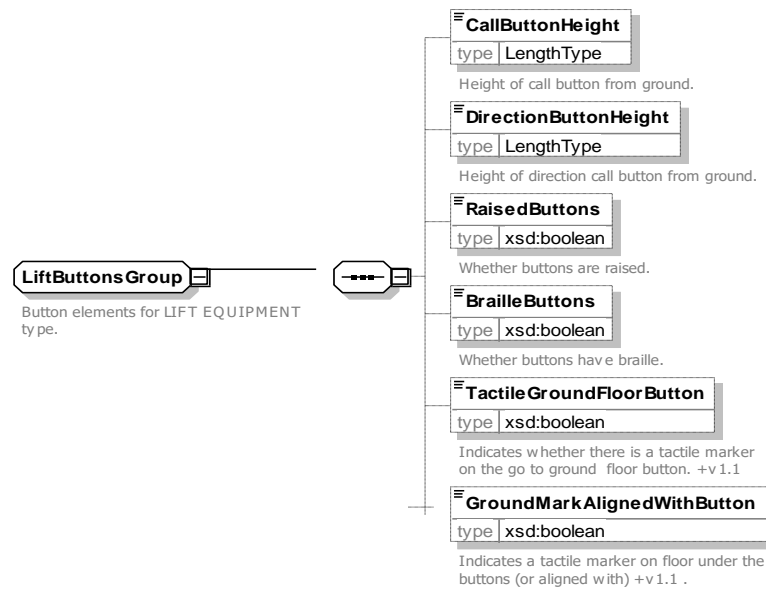 CallButtonHeight
type LengthType
Height of call button from ground.
DirectionButtonHeight
type LengthType
Height of direction call button from ground.
RaisedButtons
type xsd:boolean
Whether buttons are raised.
LiftButtonsGroup
Button elements for LIFT EQUIPMENT
type.
BrailleButtons
type xsd:boolean
Whether buttons have braille.
TactileGroundFloorButton
type xsd:boolean
Indicates whether there is a tactile marker
on the go to ground floor button. +v1.1
GroundMarkAlignedWithButton
type xsd:boolean
Indicates a tactile marker on floor under the
buttons (or aligned with) +v1.1 .